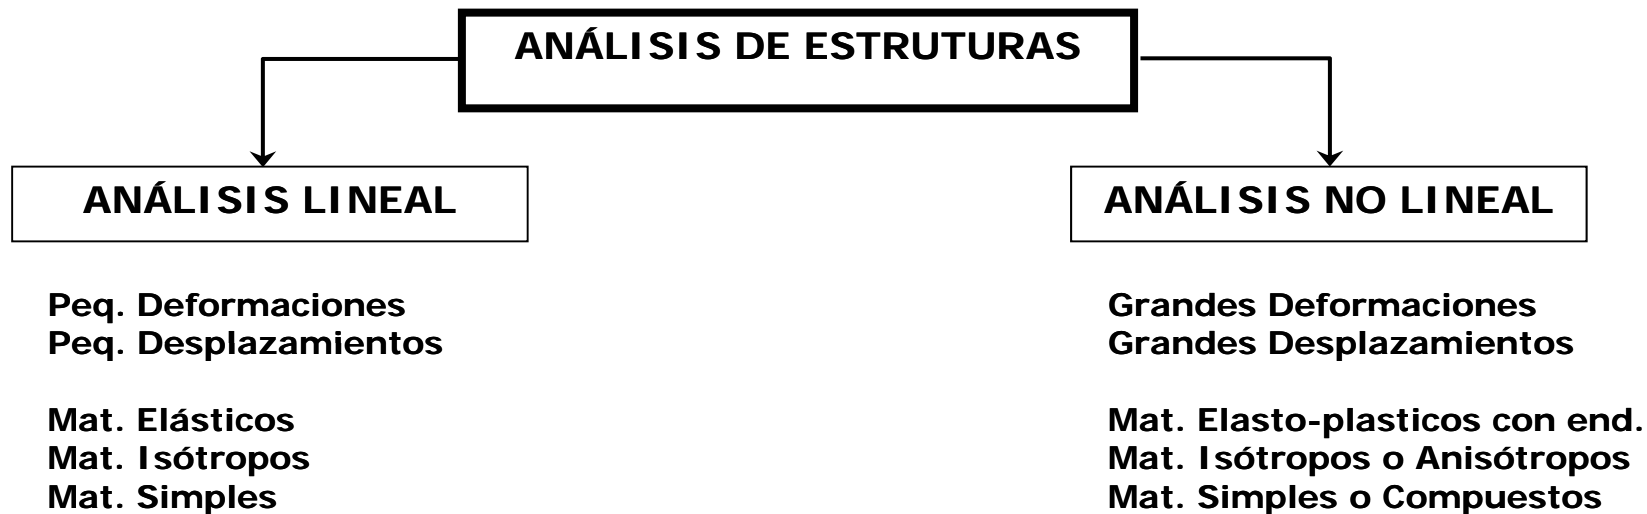 ANÁLISIS DE ESTRUTURAS
ANÁLISIS LINEAL
ANÁLISIS NO LINEAL
Peq. Deformaciones
Peq. Desplazamientos
Mat. Elásticos
Mat. Isótropos
Mat. Simples
Grandes Deformaciones
Grandes Desplazamientos
Mat. Elasto-plasticos con end.
Mat. Isótropos o Anisótropos
Mat. Simples o Compuestos